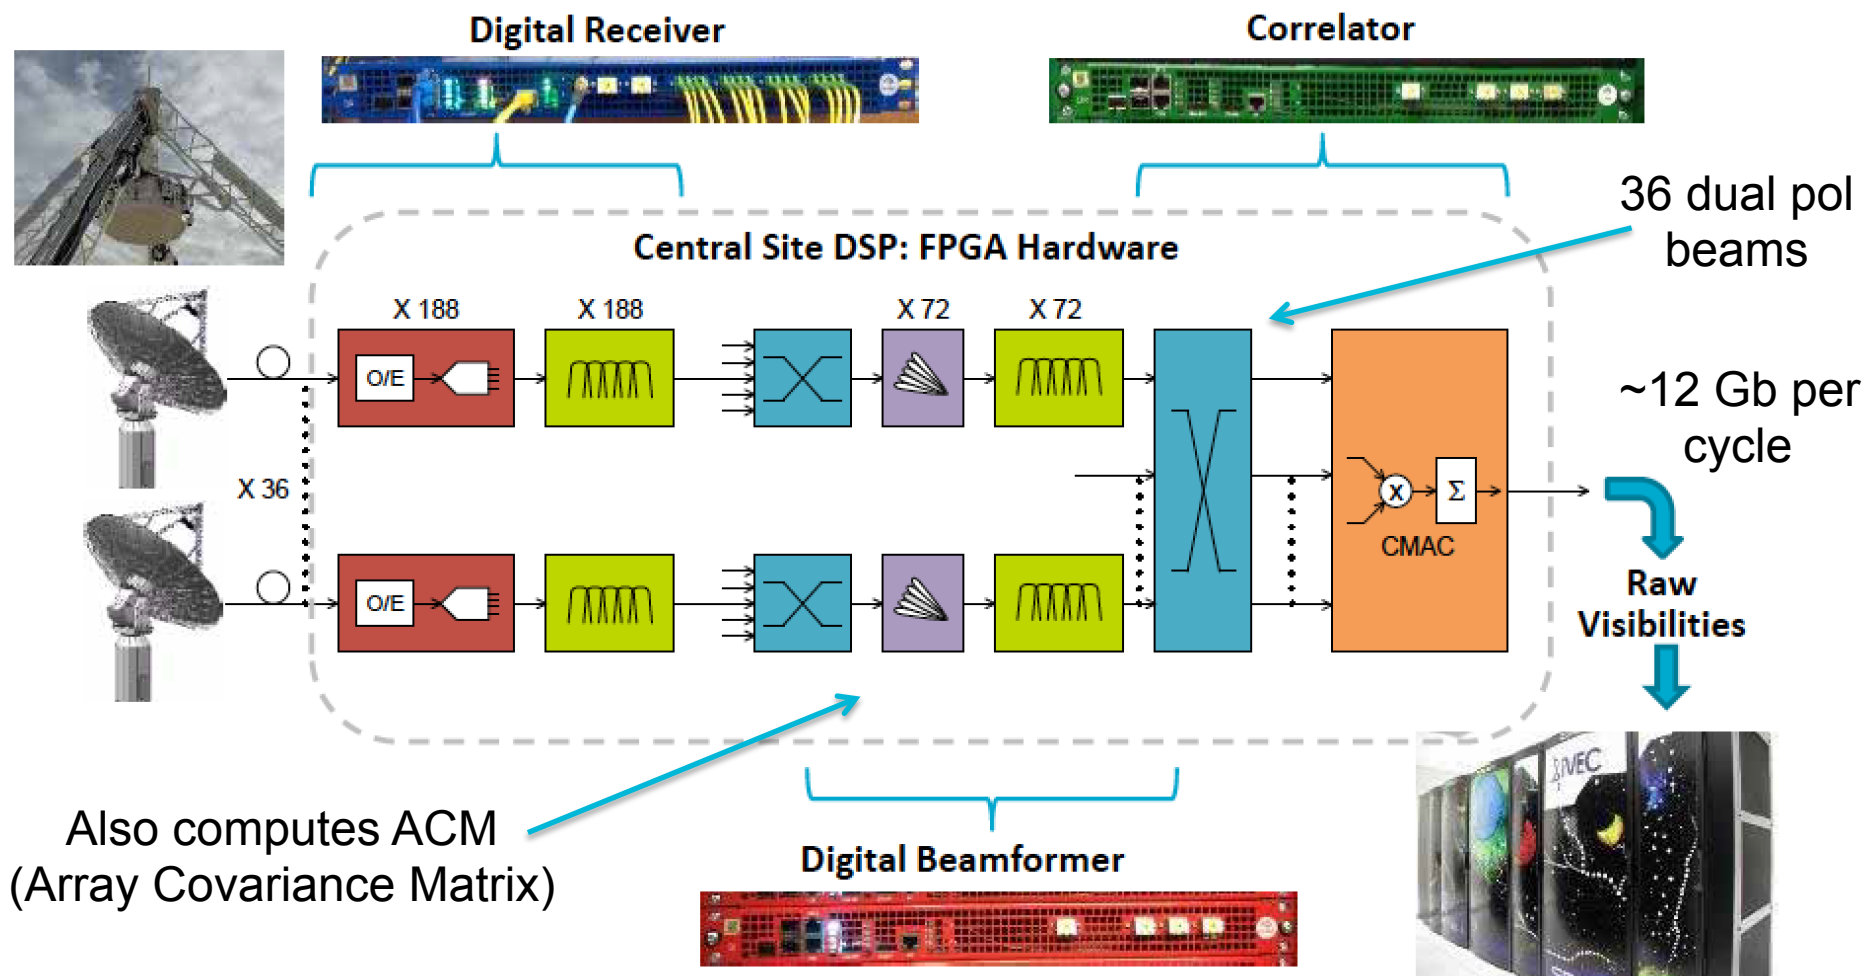 Digital Receiver
Correlator
36 dual pol
beams
Central Site DSP: FPGA Hardware
X 188
X 188
X 72
X 72
O/E
~12 Gb per
cycle
X 36
X
Σ
CMAC
O/E
Raw
Visibilities
iVEC
Also computes ACM
(Array Covariance Matrix)
Digital Beamformer